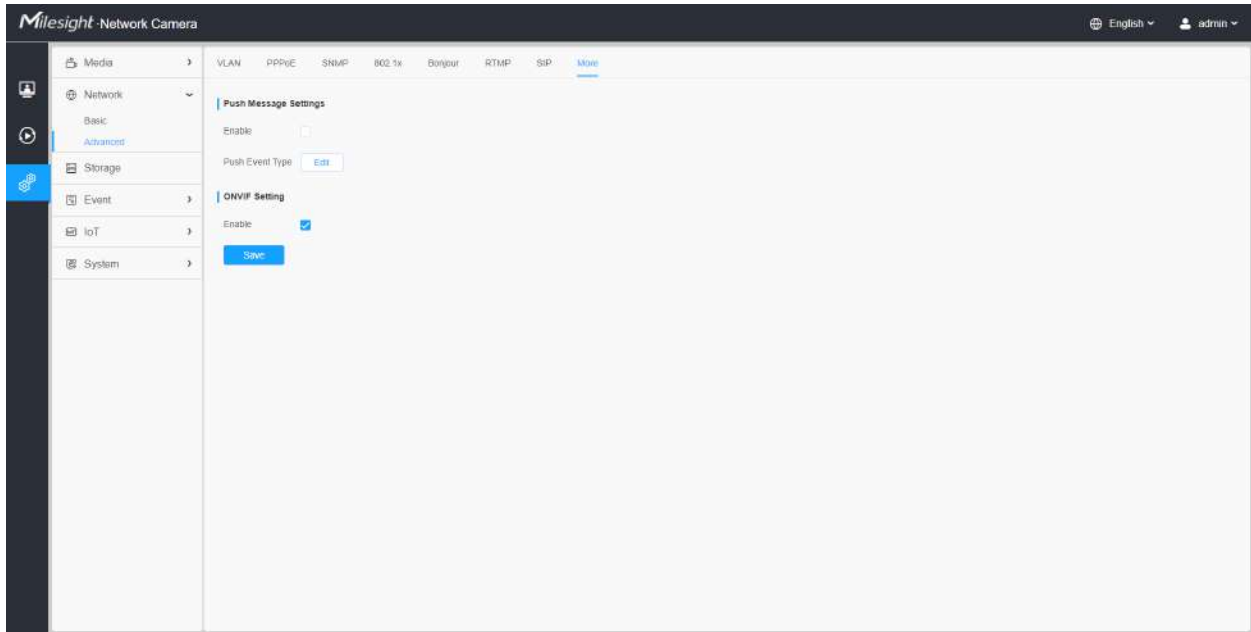 Milesight Network Camera
English
admin
Media
Network
Basic
Advanced
Storage
Event
IoT
System
VLAN PPPoE SNMP 802.1x Bonjour RTMP SIP More
Push Message Settings
Enable
Push Event Type Edit
ONVIF Setting
Enable
Save